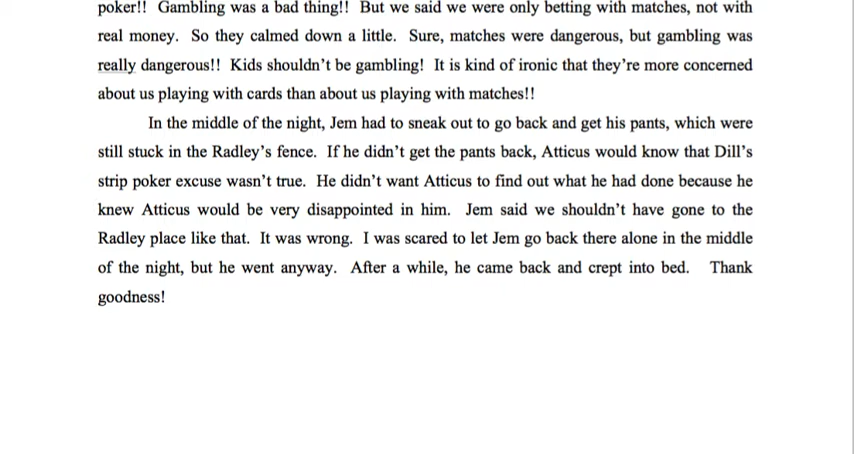 poker!! Gambling was a bad thing!! But we said we were only betting with matches, not with
real money. So they calmed down a little. Sure, matches were dangerous, but gambling was
really dangerous!! Kids shouldn’t be gambling! It is kind of ironic that they’re more concerned
about us playing with cards than about us playing with matches!!
In the middle of the night, Jem had to sneak out to go back and get his pants, which were
still stuck in the Radley’s fence. If he didn’t get the pants back, Atticus would know that Dill’s
strip poker excuse wasn’t true. He didn’t want Atticus to find out what he had done because he
knew Atticus would be very disappointed in him. Jem said we shouldn’t have gone to the
Radley place like that. It was wrong. I was scared to let Jem go back there alone in the middle
of the night, but he went anyway. After a while, he came back and crept into bed. Thank
goodness!